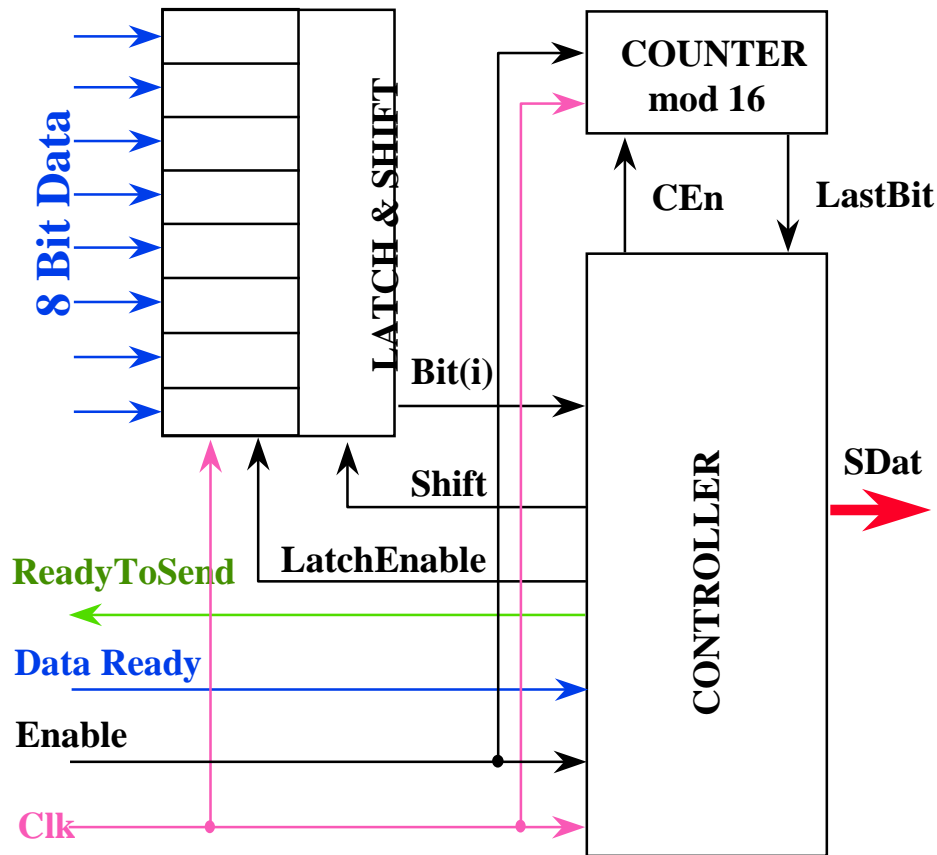 8 Bit Data
LATCH & SHIFT
COUNTER
mod 16
CEn
LastBit
Bit(i)
Shift
LatchEnable
ReadyToSend
Data Ready
Enable
Clk
CONTROLLER
SDat